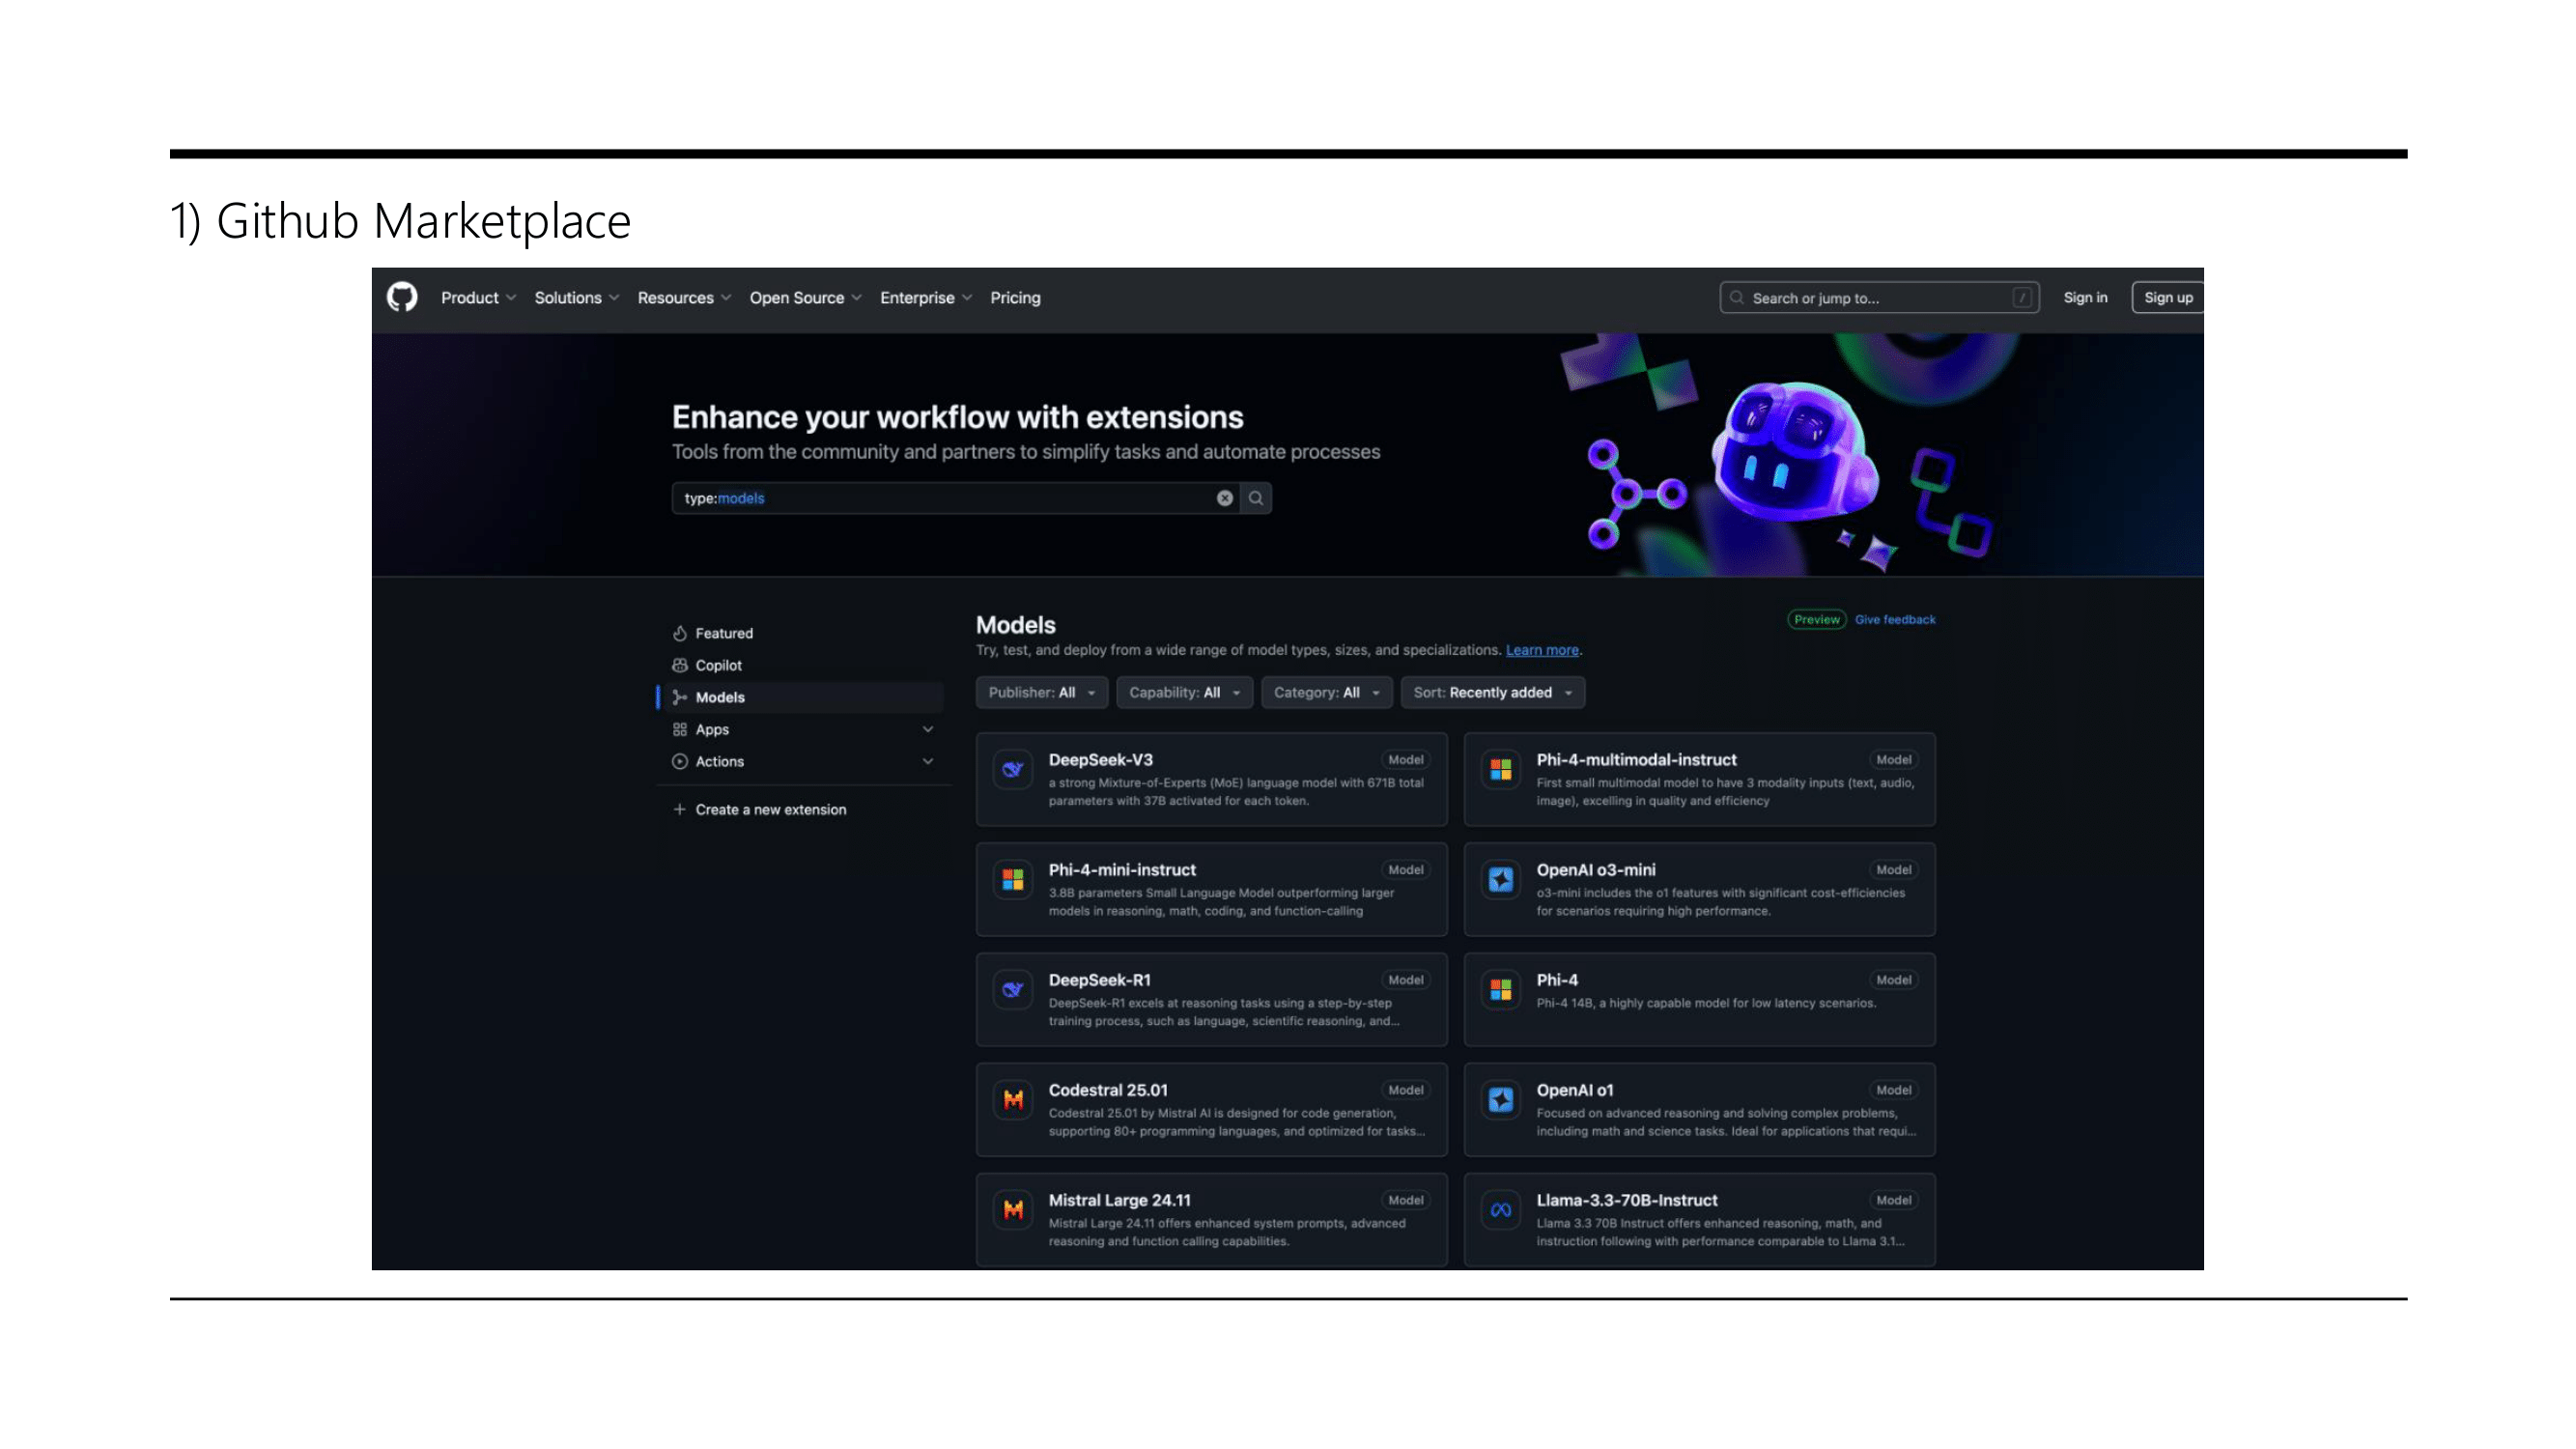 1) Github Marketplace
Product Solutions Resources Open Source Enterprise Pricing Search or jump to... / Sign in Sign up
Enhance your workflow with extensions
Tools from the community and partners to simplify tasks and automate processes
type:models
Featured
Copilot
Models
Apps
Actions
Create a new extension
Models
Preview Give feedback
Try, test, and deploy from a wide range of model types, sizes, and specializations. Learn more.
Publisher: All Capability: All Category: All Sort: Recently added
DeepSeek-V3 Model
a strong Mixture-of-Experts (MoE) language model with 671B total
parameters with 37B activated for each token.
Phi-4-multimodal-instruct Model
First small multimodal model to have 3 modality inputs (text, audio,
image), excelling in quality and efficiency
Phi-4-mini-instruct Model
3.8B parameters Small Language Model outperforming larger
models in reasoning, math, coding, and function-calling
OpenAI o3-mini Model
o3-mini includes the o1 features with significant cost-efficiencies
for scenarios requiring high performance.
DeepSeek-R1 Model
DeepSeek-R1 excels at reasoning tasks using a step-by-step
training process, such as language, scientific reasoning, and...
Phi-4 Model
Phi-4 14B, a highly capable model for low latency scenarios.
Codestral 25.01 Model
Codestral 25.01 by Mistral AI is designed for code generation,
supporting 80+ programming languages, and optimized for tasks...
OpenAI o1 Model
Focused on advanced reasoning and solving complex problems,
including math and science tasks. Ideal for applications that requi...
Mistral Large 24.11 Model
Mistral Large 24.11 offers enhanced system prompts, advanced
reasoning and function calling capabilities.
Llama-3.3-70B-Instruct Model
Llama 3.3 70B Instruct offers enhanced reasoning, math, and
instruction following with performance comparable to Llama 3.1...